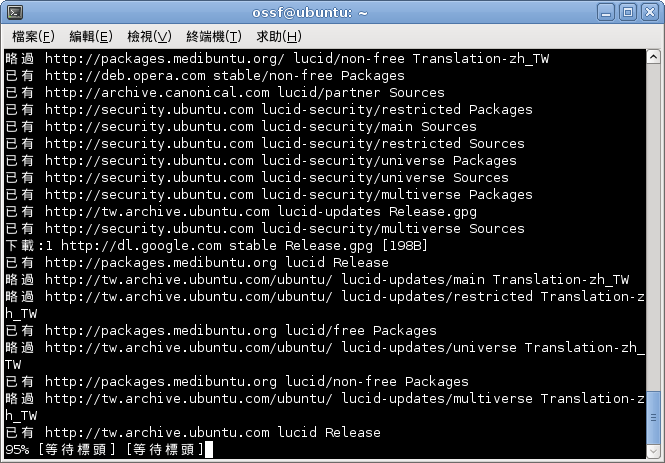 ossf@ubuntu: ~
檔案(F) 編輯(E) 檢視(V) 終端機(T) 求助(H)
略過 http://packages.medibuntu.org/ lucid/non-free Translation-zh_TW
已有 http://deb.opera.com stable/non-free Packages
已有 http://archive.canonical.com lucid/partner Sources
已有 http://security.ubuntu.com lucid-security/restricted Packages
已有 http://security.ubuntu.com lucid-security/main Sources
已有 http://security.ubuntu.com lucid-security/restricted Sources
已有 http://security.ubuntu.com lucid-security/universe Packages
已有 http://security.ubuntu.com lucid-security/universe Sources
已有 http://security.ubuntu.com lucid-security/multiverse Packages
已有 http://tw.archive.ubuntu.com lucid-updates Release.gpg
已有 http://security.ubuntu.com lucid-security/multiverse Sources
下載:1 http://dl.google.com stable Release.gpg [198B]
已有 http://packages.medibuntu.org lucid Release
略過 http://tw.archive.ubuntu.com/ubuntu/ lucid-updates/main Translation-zh_TW
略過 http://tw.archive.ubuntu.com/ubuntu/ lucid-updates/restricted Translation-z
h_TW
已有 http://packages.medibuntu.org lucid/free Packages
略過 http://tw.archive.ubuntu.com/ubuntu/ lucid-updates/universe Translation-zh_
TW
已有 http://packages.medibuntu.org lucid/non-free Packages
略過 http://tw.archive.ubuntu.com/ubuntu/ lucid-updates/multiverse Translation-z
h_TW
已有 http://tw.archive.ubuntu.com lucid Release
95% [等待標頭] [等待標頭]